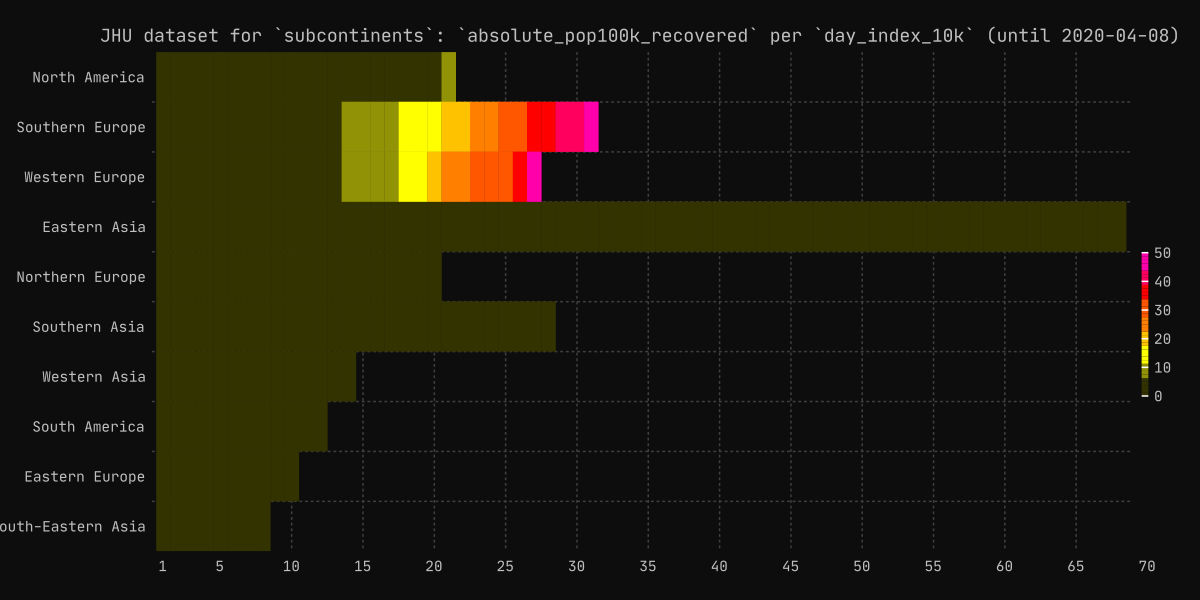 JHU dataset for `subcontinents`: `absolute_pop100k_recovered` per `day_index_10k` (until 2020-04-08)
North America
Southern Europe
Western Europe
Eastern Asia
Northern Europe
Southern Asia
Western Asia
South America
Eastern Europe
outh-Eastern Asia
1 5 10 15 20 25 30 35 40 45 50 55 60 65 70
50
40
30
20
10
0